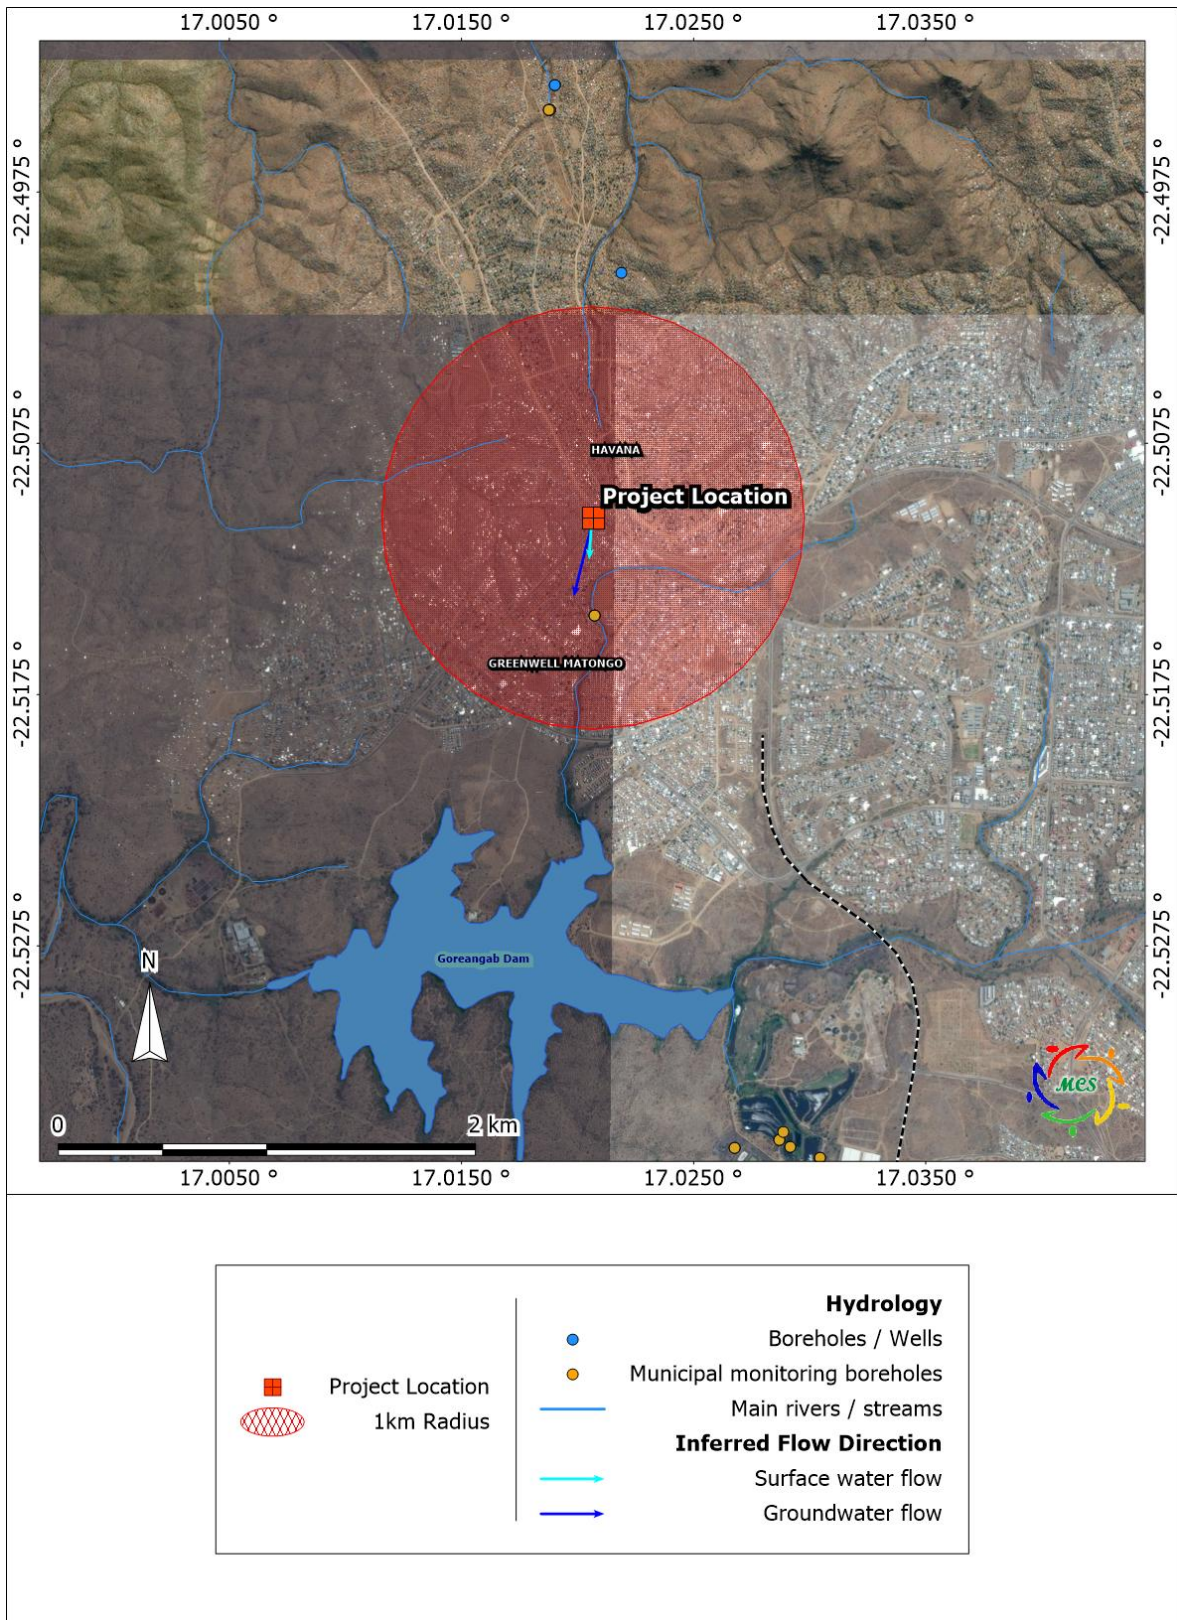 17.0050 ° 17.0150 ° 17.0250 ° 17.0350 °
-22.4975 ° -22.4975 °
-22.5075 ° -22.5075 °
HAVANA
Project Location
GREENWELL MATONGO
-22.5175 ° -22.5175 °
Goreangab Dam
-22.5275 ° -22.5275 °
N
MCS
0 2 km
17.0050 ° 17.0150 ° 17.0250 ° 17.0350 °
Project Location
1km Radius
Hydrology
Boreholes / Wells
Municipal monitoring boreholes
Main rivers / streams
Inferred Flow Direction
Surface water flow
Groundwater flow